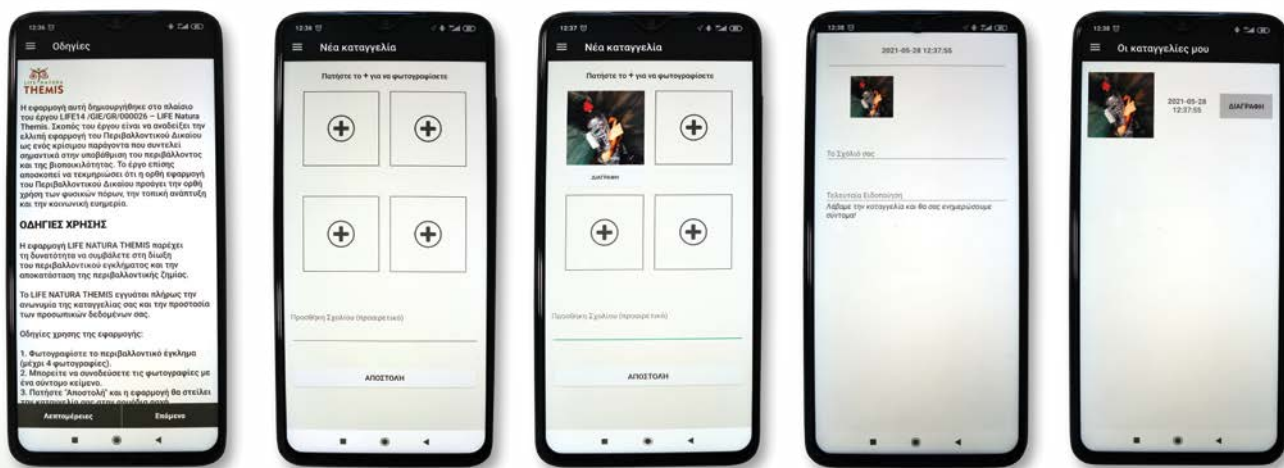 12:36
Οδηγίες
LIFE NATURA
THEMIS
Η εφαρμογή αυτή δημιουργήθηκε στο πλαίσιο
του έργου LIFE14 /GIE/GR/000026 – LIFE Natura
Themis. Σκοπός του έργου είναι να αναδείξει την
ελλιπή εφαρμογή του Περιβαλλοντικού Δικαίου
ως ενός κρίσιμου παράγοντα που συντελεί
σημαντικά στην υποβάθμιση του περιβάλλοντος
και της βιοποικιλότητας. Το έργο επίσης
αποσκοπεί να τεκμηριώσει ότι η ορθή εφαρμογή
του Περιβαλλοντικού Δικαίου προάγει την ορθή
χρήση των φυσικών πόρων, την τοπική ανάπτυξη
και την κοινωνική ευημερία.
ΟΔΗΓΙΕΣ ΧΡΗΣΗΣ
Η εφαρμογή LIFE NATURA THEMIS παρέχει
τη δυνατότητα να συμβάλετε στη δίωξη
του περιβαλλοντικού εγκλήματος και την
αποκατάσταση της περιβαλλοντικής ζημίας.
Το LIFE NATURA THEMIS εγγυάται πλήρως την
ανωνυμία της καταγγελίας σας και την προστασία
των προσωπικών δεδομένων σας.
Οδηγίες χρήσης της εφαρμογής:
1. Φωτογραφίστε το περιβαλλοντικό έγκλημα
(μέχρι 4 φωτογραφίες).
2. Μπορείτε να συνοδεύσετε τις φωτογραφίες με
ένα σύντομο κείμενο.
3. Πατήστε "Αποστολή" και η εφαρμογή θα στείλει
την καταγγελία σας στην αρμόδια αρχή
Λεπτομέρειες
Επόμενο
12:36
Νέα καταγγελία
Πατήστε το + για να φωτογραφίσετε
Προσθήκη Σχολίου (προαιρετικό)
ΑΠΟΣΤΟΛΗ
12:37
Νέα καταγγελία
Πατήστε το + για να φωτογραφίσετε
ΔΙΑΓΡΑΦΗ
Προσθήκη Σχολίου (προαιρετικό)
ΑΠΟΣΤΟΛΗ
12:38
2021-05-28 12:37:55
Το Σχόλιό σας
Τελευταία Ειδοποίηση
Λάβαμε την καταγγελία και θα σας ενημερώσουμε
σύντομα!
12:38
Οι καταγγελίες μου
2021-05-28
12:37:55
ΔΙΑΓΡΑΦΗ